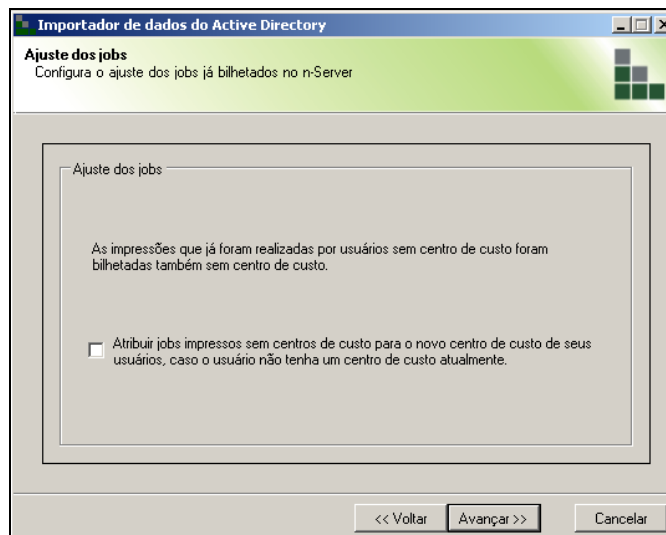 Importador de dados do Active Directory
Ajuste dos jobs
Configura o ajuste dos jobs já bilhetados no n-Server
Ajuste dos jobs
As impressões que já foram realizadas por usuários sem centro de custo foram
bilhetadas também sem centro de custo.
Atribuir jobs impressos sem centros de custo para o novo centro de custo de seus
usuários, caso o usuário não tenha um centro de custo atualmente.
<< Voltar
Avançar >>
Cancelar